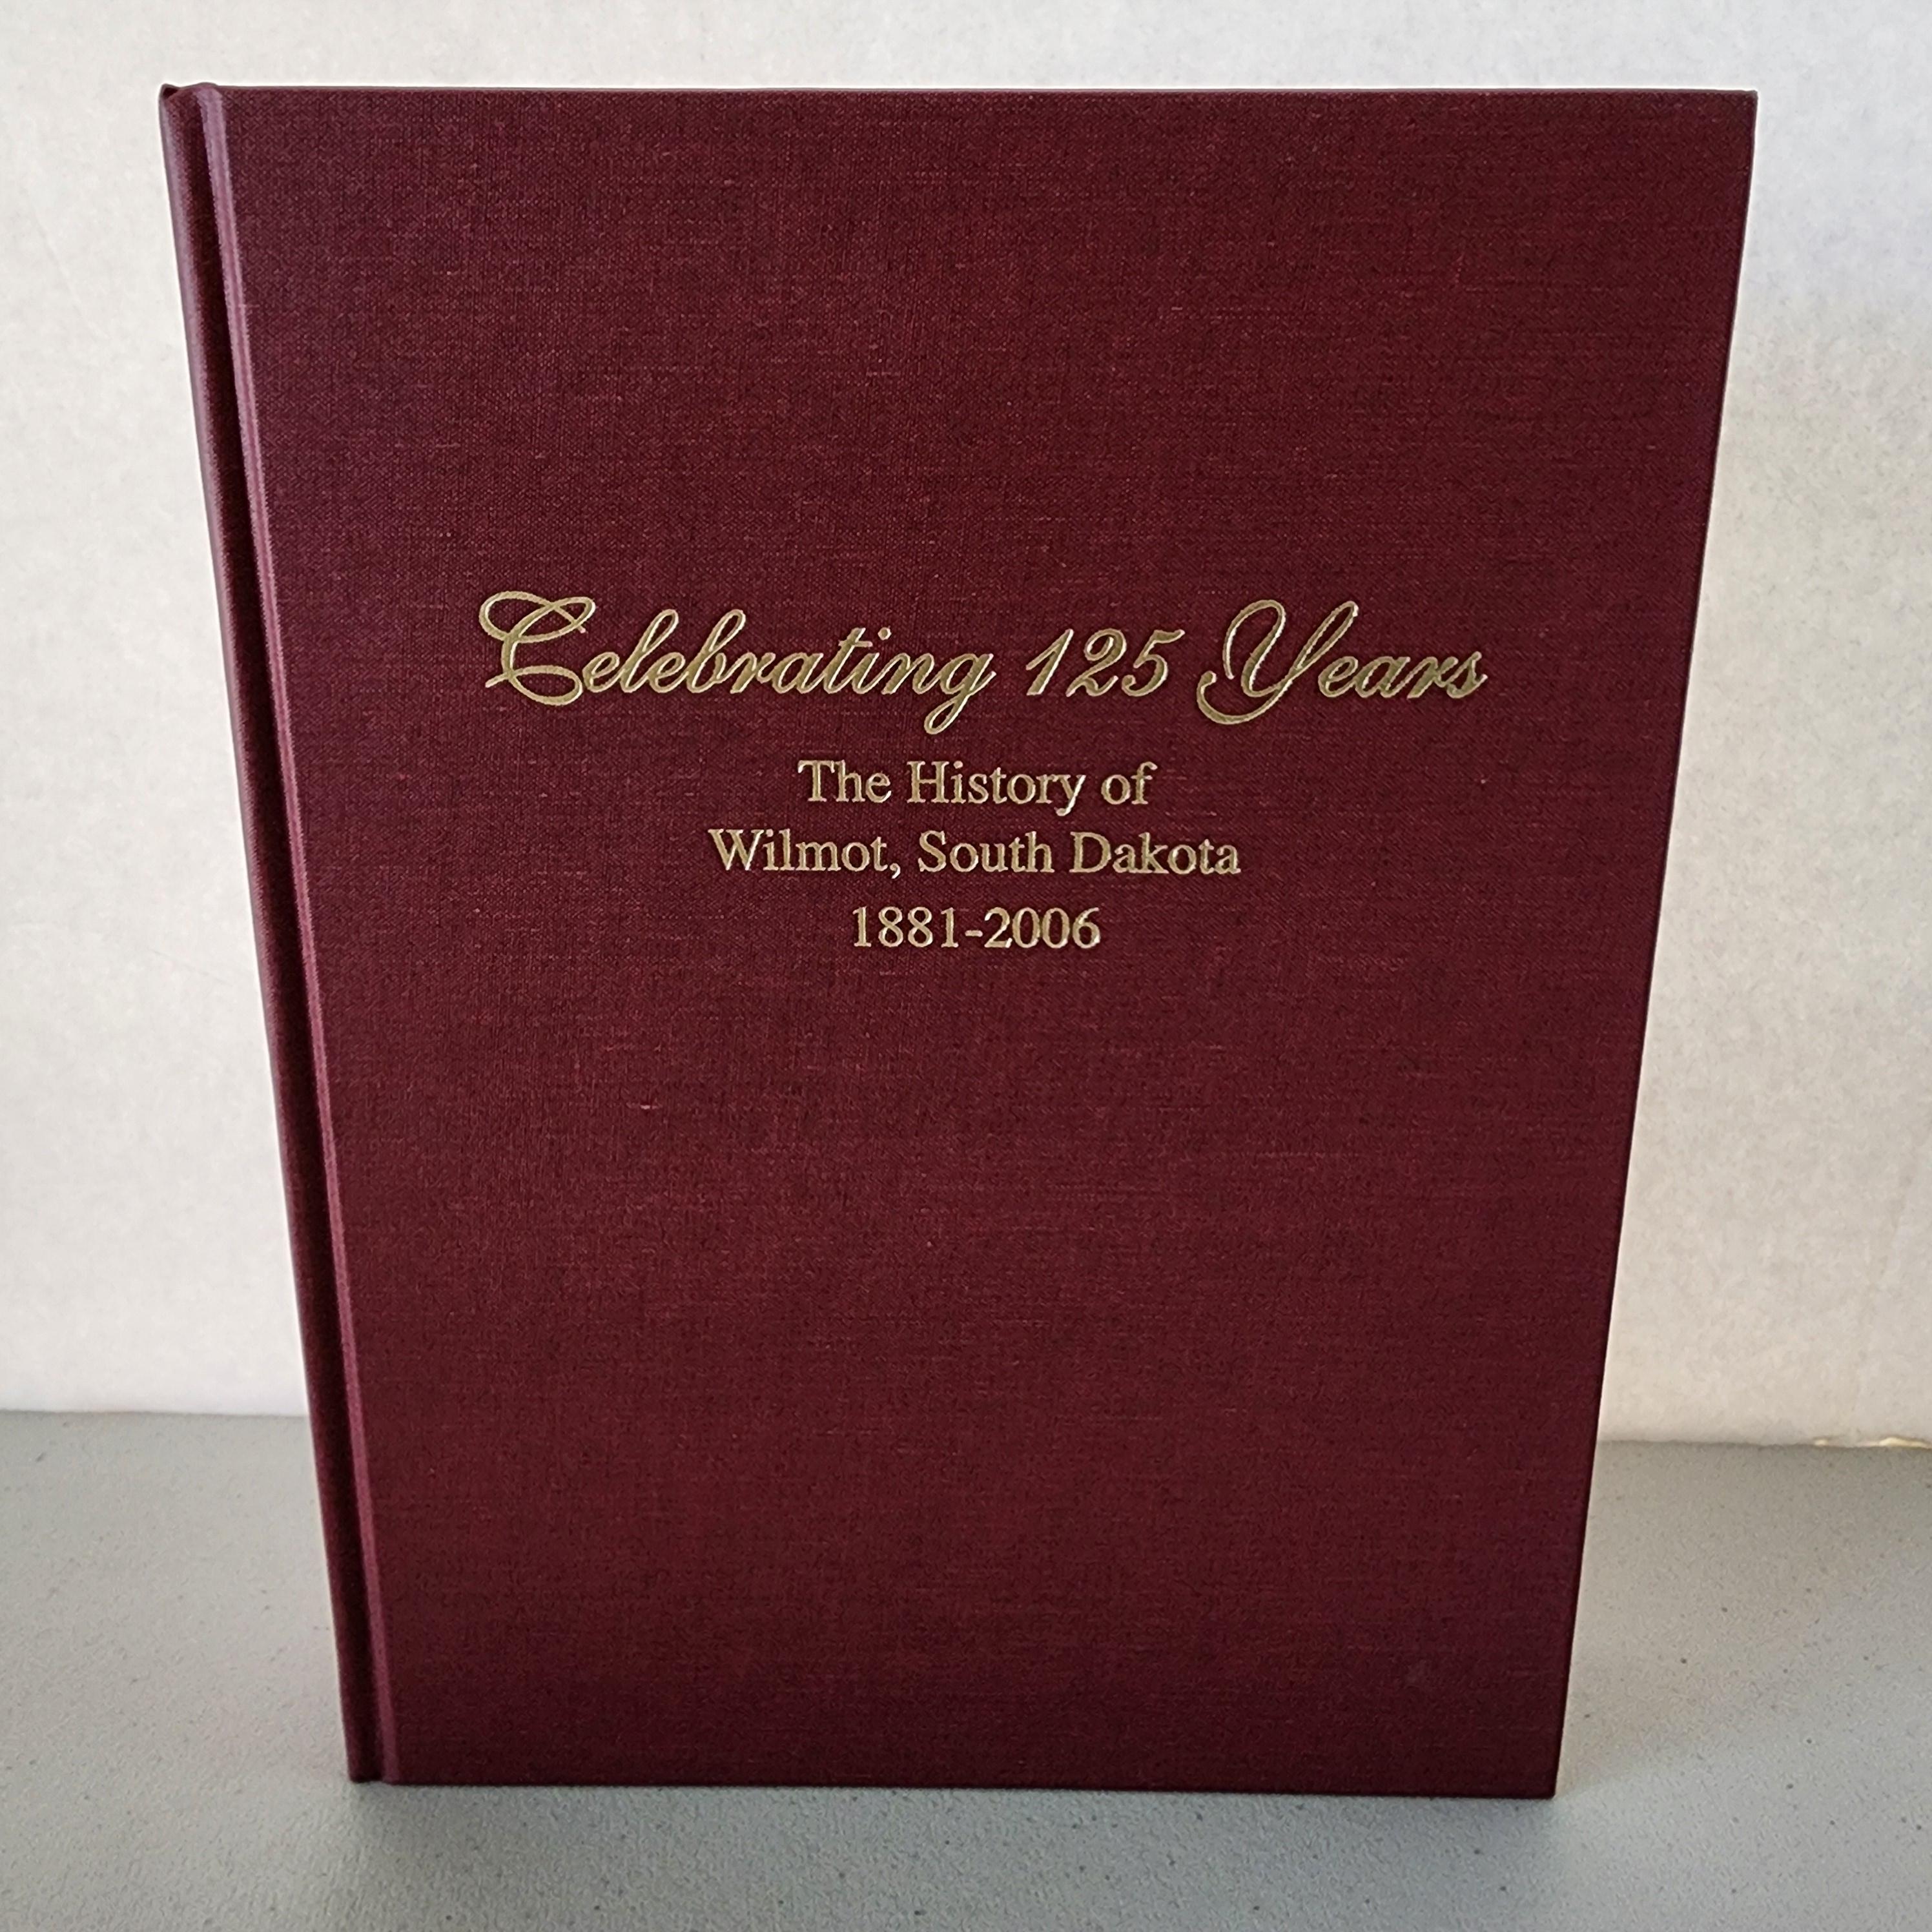 Celebrating 125 Years
The History of
Wilmot, South Dakota
1881-2006